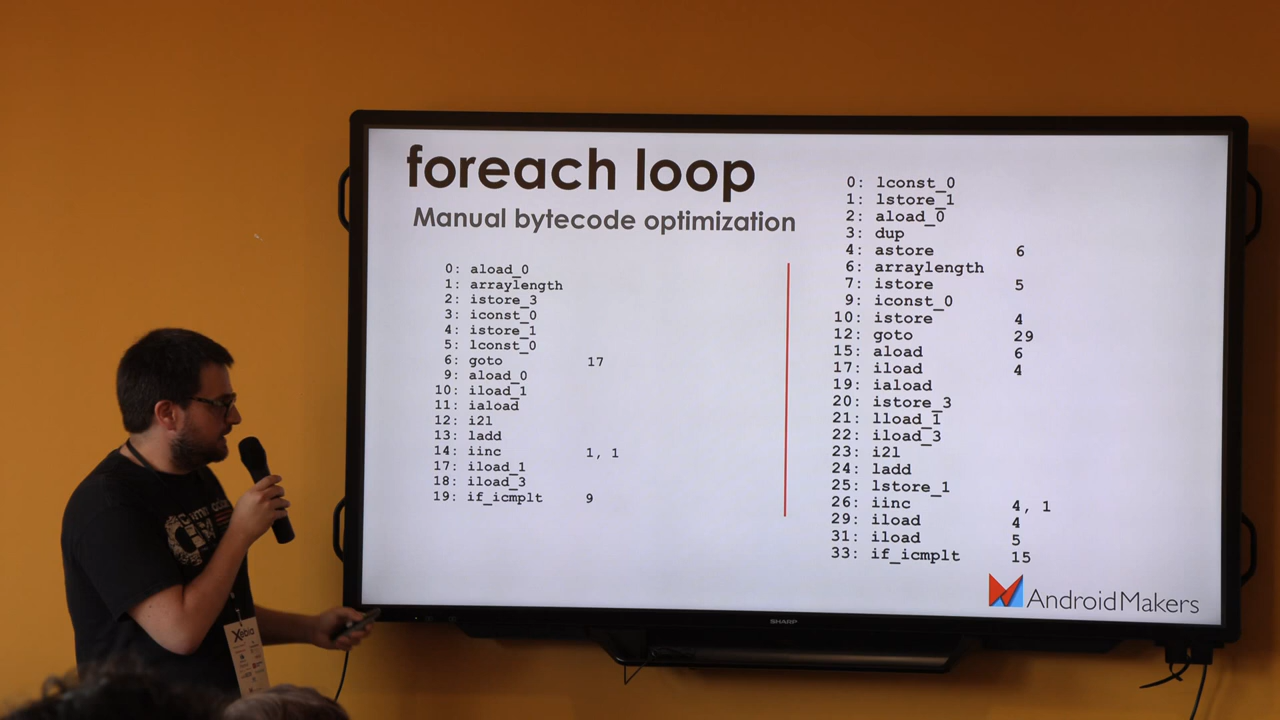 foreach loop
Manual bytecode optimization
0: aload_0
1: arraylength
2: istore_3
3: iconst_0
4: istore_1
5: lconst_0
6: goto 17
9: aload_0
10: iload_1
11: iaload
12: i2l
13: ladd
14: iinc 1, 1
17: iload_1
18: iload_3
19: if_icmplt 9
0: lconst_0
1: lstore_1
2: aload_0
3: dup
4: astore 6
6: arraylength
7: istore 5
9: iconst_0
10: istore 4
12: goto 29
15: aload 6
17: iload 4
19: iaload
20: istore_3
21: lload_1
22: iload_3
23: i2l
24: ladd
25: lstore_1
26: iinc 4, 1
29: iload 4
31: iload 5
33: if_icmplt 15
AndroidMakers
SHARP
Xebia